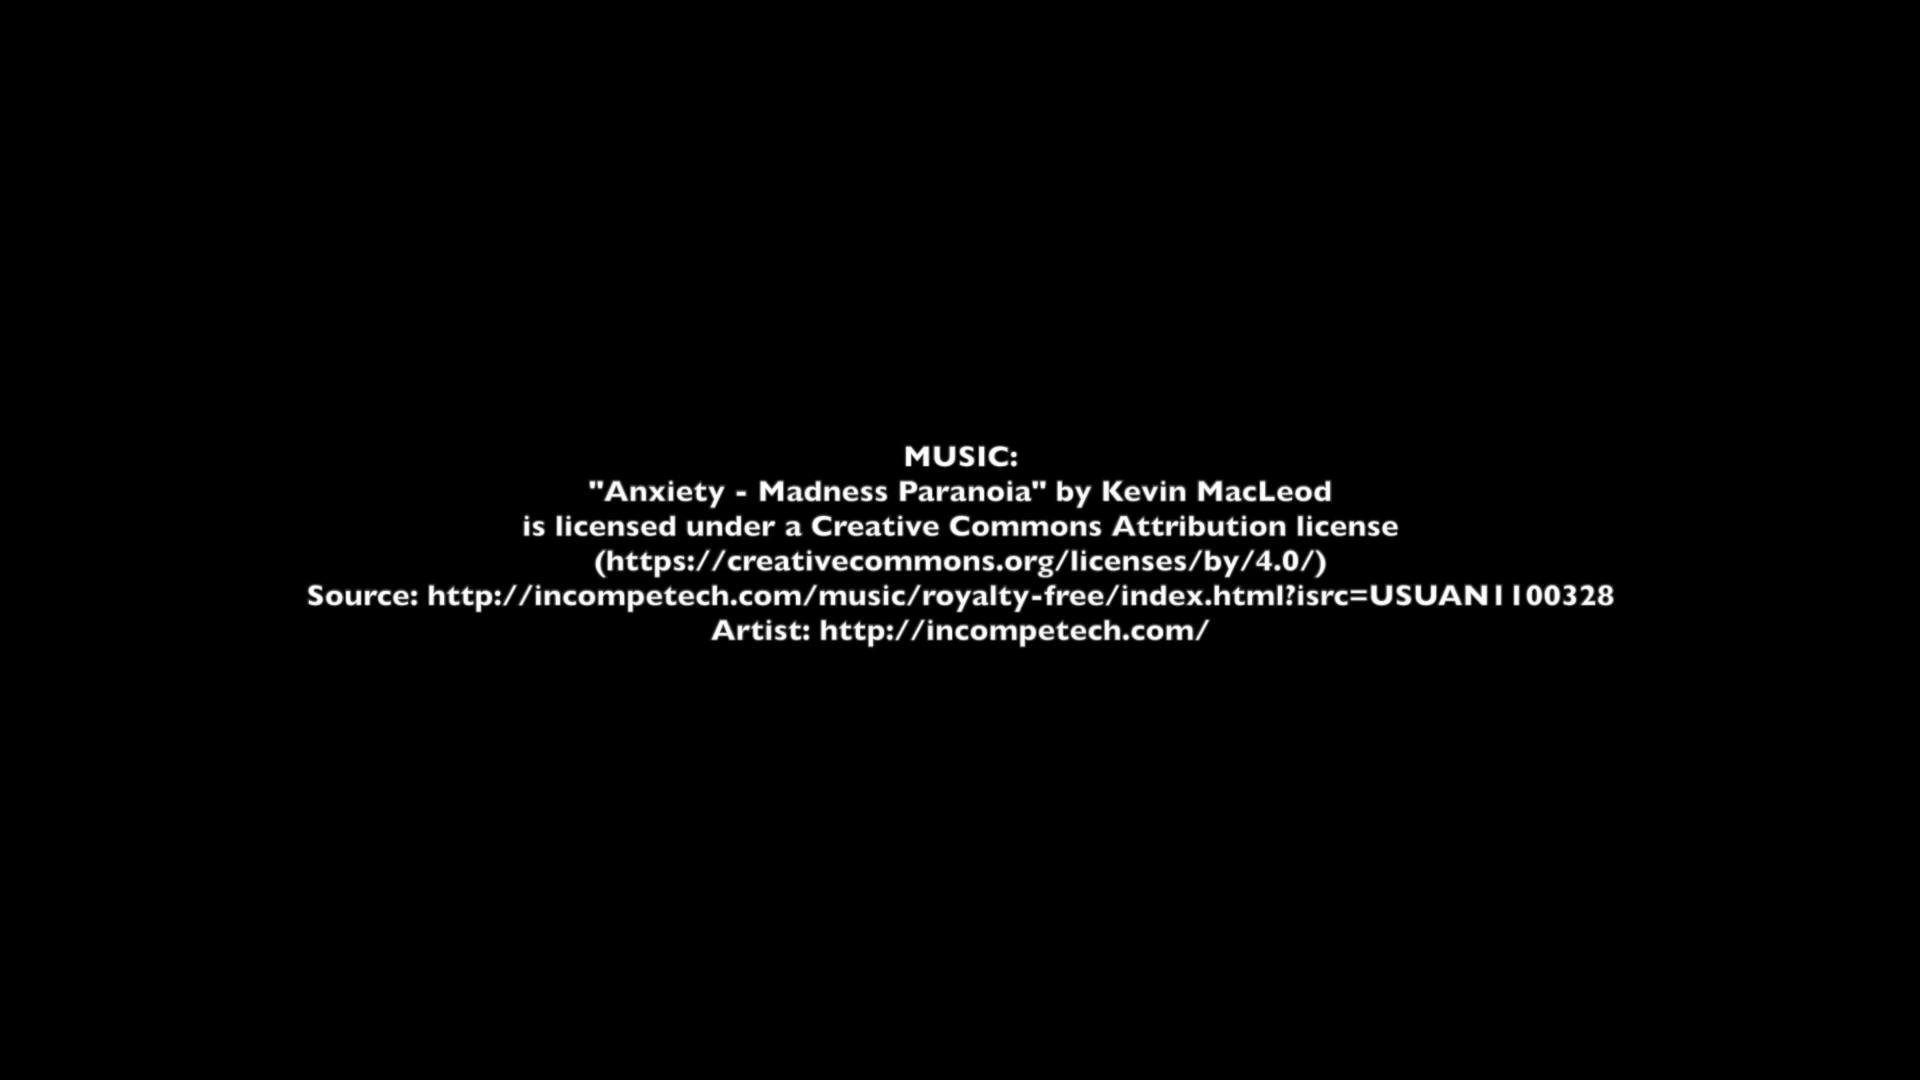 MUSIC:
"Anxiety - Madness Paranoia" by Kevin MacLeod
is licensed under a Creative Commons Attribution license
(https://creativecommons.org/licenses/by/4.0/)
Source: http://incompetech.com/music/royalty-free/index.html?isrc=USUAN1100328
Artist: http://incompetech.com/